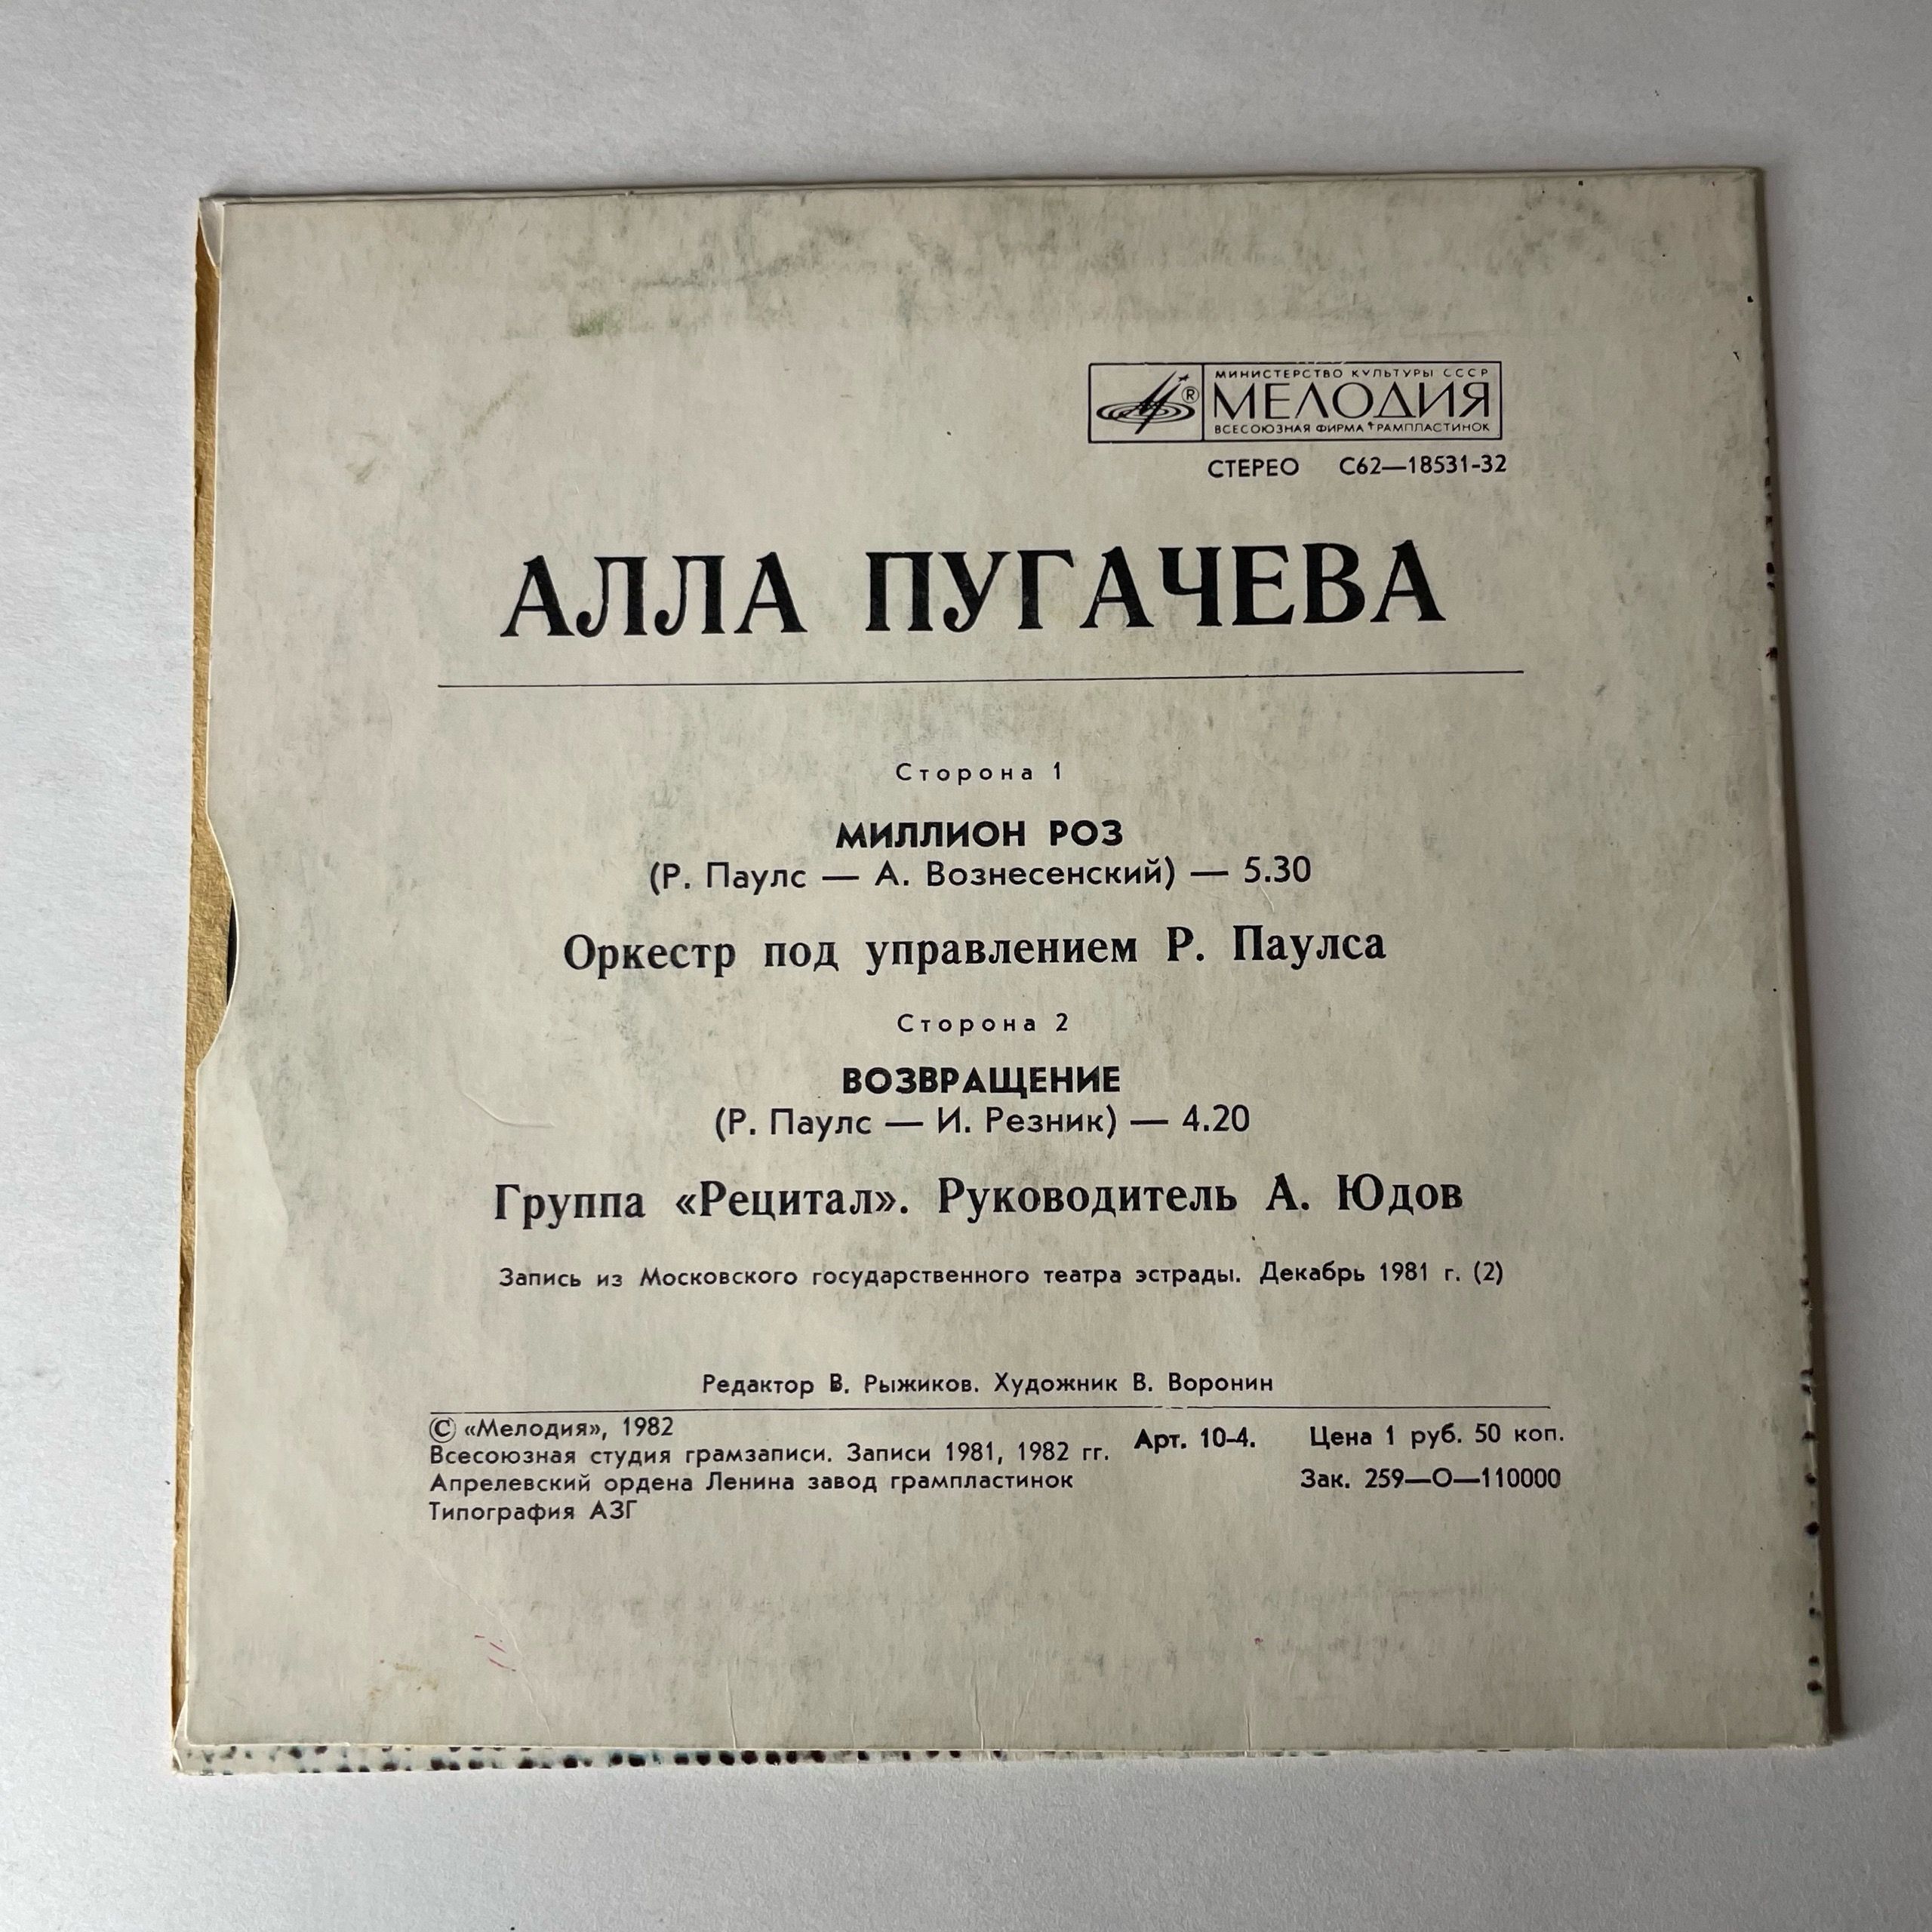 МИНИСТЕРСТВО КУЛЬТУРЫ СССР
® МЕЛОДИЯ
ВСЕСОЮЗНАЯ ФИРМА ГРАМПЛАСТИНОК
СТЕРЕО С62—18531-32
АЛЛА ПУГАЧЕВА
Сторона 1
МИЛЛИОН РОЗ
(Р. Паулс — А. Вознесенский) — 5.30
Оркестр под управлением Р. Паулса
Сторона 2
ВОЗВРАЩЕНИЕ
(Р. Паулс — И. Резник) — 4.20
Группа «Рецитал». Руководитель А. Юдов
Запись из Московского государственного театра эстрады. Декабрь 1981 г. (2)
Редактор В. Рыжиков. Художник В. Воронин
© «Мелодия», 1982
Всесоюзная студия грамзаписи. Записи 1981, 1982 гг.
Апрелевский ордена Ленина завод грампластинок
Типография АЗГ
Арт. 10-4. Цена 1 руб. 50 коп.
Зак. 259—О—110000